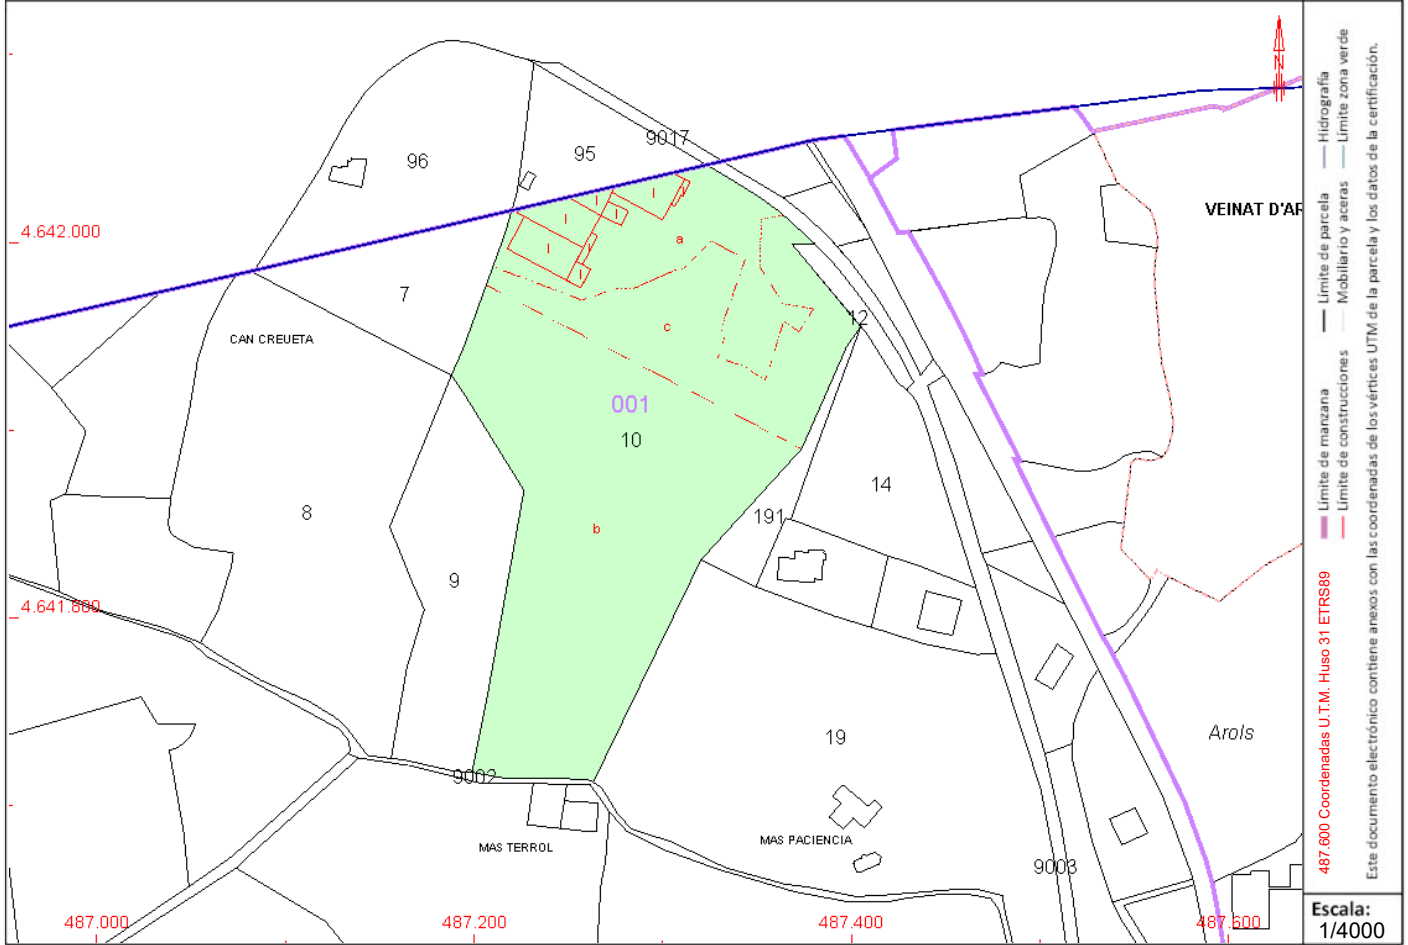 9017
96
95
VEINAT D'AR
4.642.000
a
7
12
c
CAN CREUETA
001
10
14
8
191
b
9
4.641.800
Arols
19
9002
MAS TERROL
MAS PACIENCIA
9003
487.000
487.200
487.400
487.600
I
I
I
I
I
I
I
I
N
487.600 Coordenadas U.T.M. Huso 31 ETRS89
Límite de manzana
Límite de parcela
Hidrografía
Límite de construcciones
Mobiliario y aceras
Límite zona verde
Este documento electrónico contiene anexos con las coordenadas de los vértices UTM de la parcela y los datos de la certificación.
Escala:
1/4000